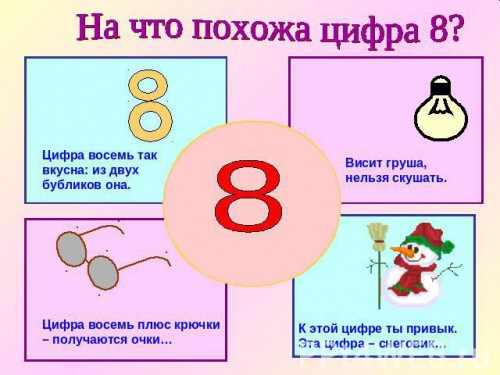 На что похожа цифра 8?
8
Цифра восемь так
вкусна: из двух
бубликов она.
Висит груша,
нельзя скушать.
8
Цифра восемь плюс крючки
– получаются очки…
К этой цифре ты привык.
Эта цифра – снеговик…